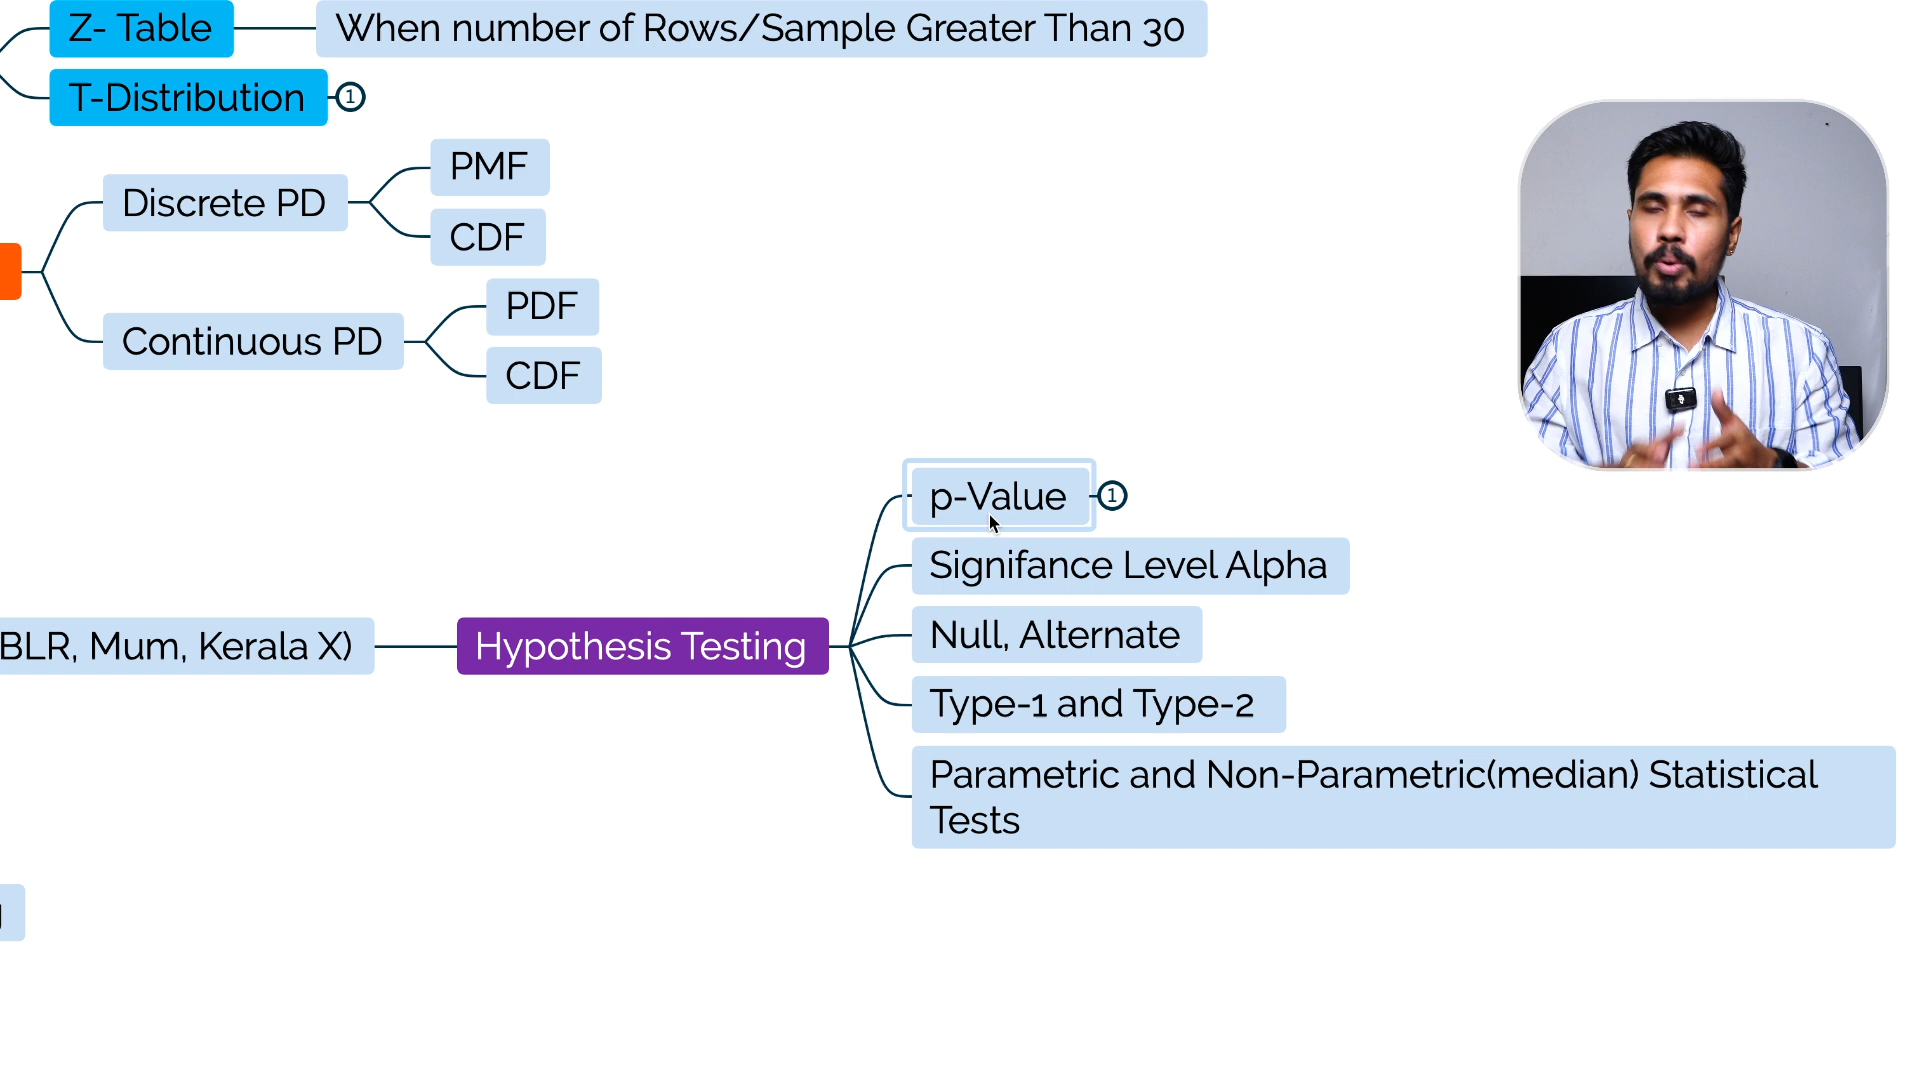 Z- Table
When number of Rows/Sample Greater Than 30
T-Distribution
1
PMF
Discrete PD
CDF
PDF
Continuous PD
CDF
p-Value
1
Signifance Level Alpha
BLR, Mum, Kerala X)
Hypothesis Testing
Null, Alternate
Type-1 and Type-2
Parametric and Non-Parametric(median) Statistical
Tests